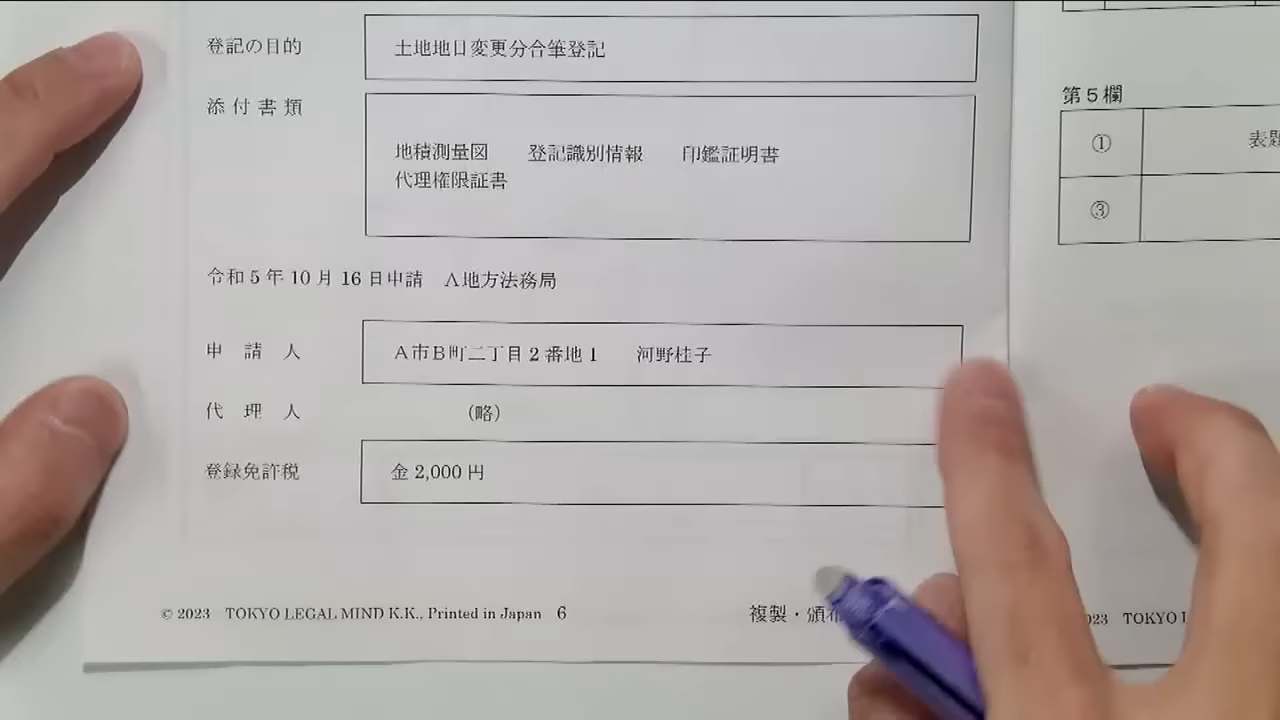 登記の目的
土地地目変更分合筆登記
添付書類
地積測量図 登記識別情報 印鑑証明書
代理権限証書
令和5年10月16日申請 A地方法務局
申請人
A市B町二丁目2番地1 河野桂子
代理人
(略)
登録免許税
金2,000円
© 2023 TOKYO LEGAL MIND K.K., Printed in Japan 6
複製・頒
第5欄
①
③
TOKYO